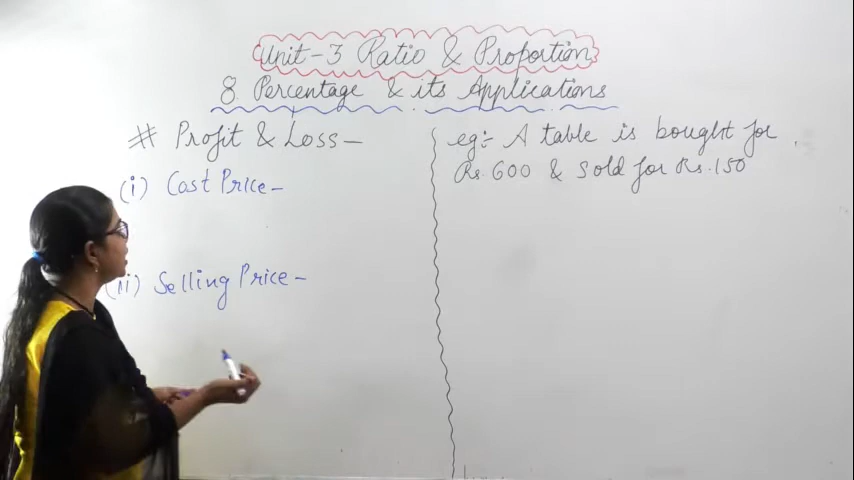 Unit-3 Ratio & Proportion
8. Percentage & its Applications
# Profit & Loss –
(i) Cast Price –
(ii) Selling Price –
eg:- A table is bought for
Rs. 600 & sold for Rs. 150